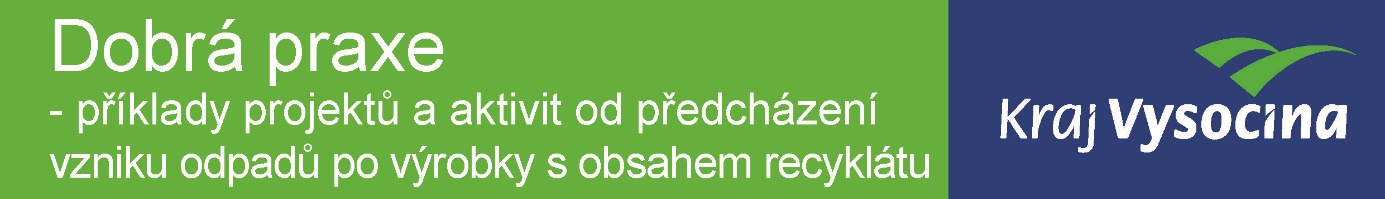 Dobrá praxe
- příklady projektů a aktivit od předcházení
vzniku odpadů po výrobky s obsahem recyklátu
Kraj Vysočina